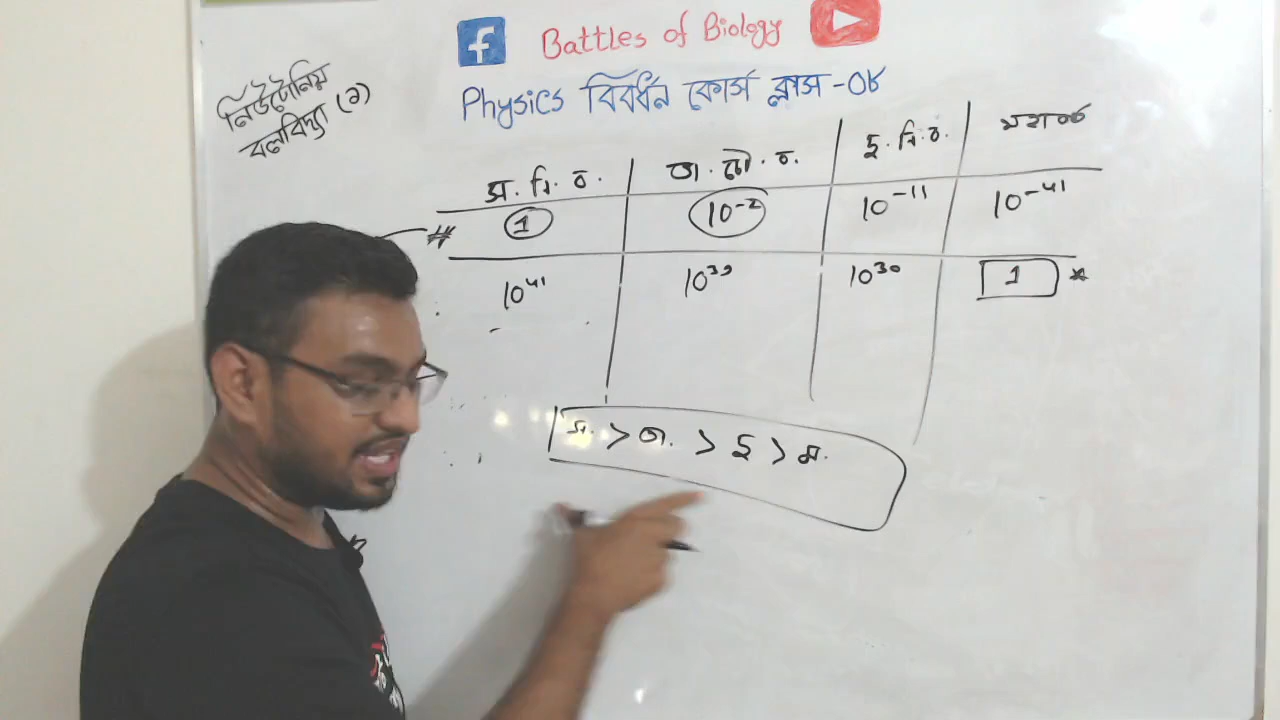 f Battles of Biology
Physics বিবর্ধন কোর্স ক্লাস -০৮
নিউটনিয়
বলবিদ্যা (১)
স. নি. ব. তা. চৌ. ব. দু. নি. ব. মহাকর্ষ
1 10⁻² 10⁻¹¹ 10⁻⁴¹
10⁴¹ 10³⁹ 10³⁰ 1 *
স. > তা. > দু > ম.